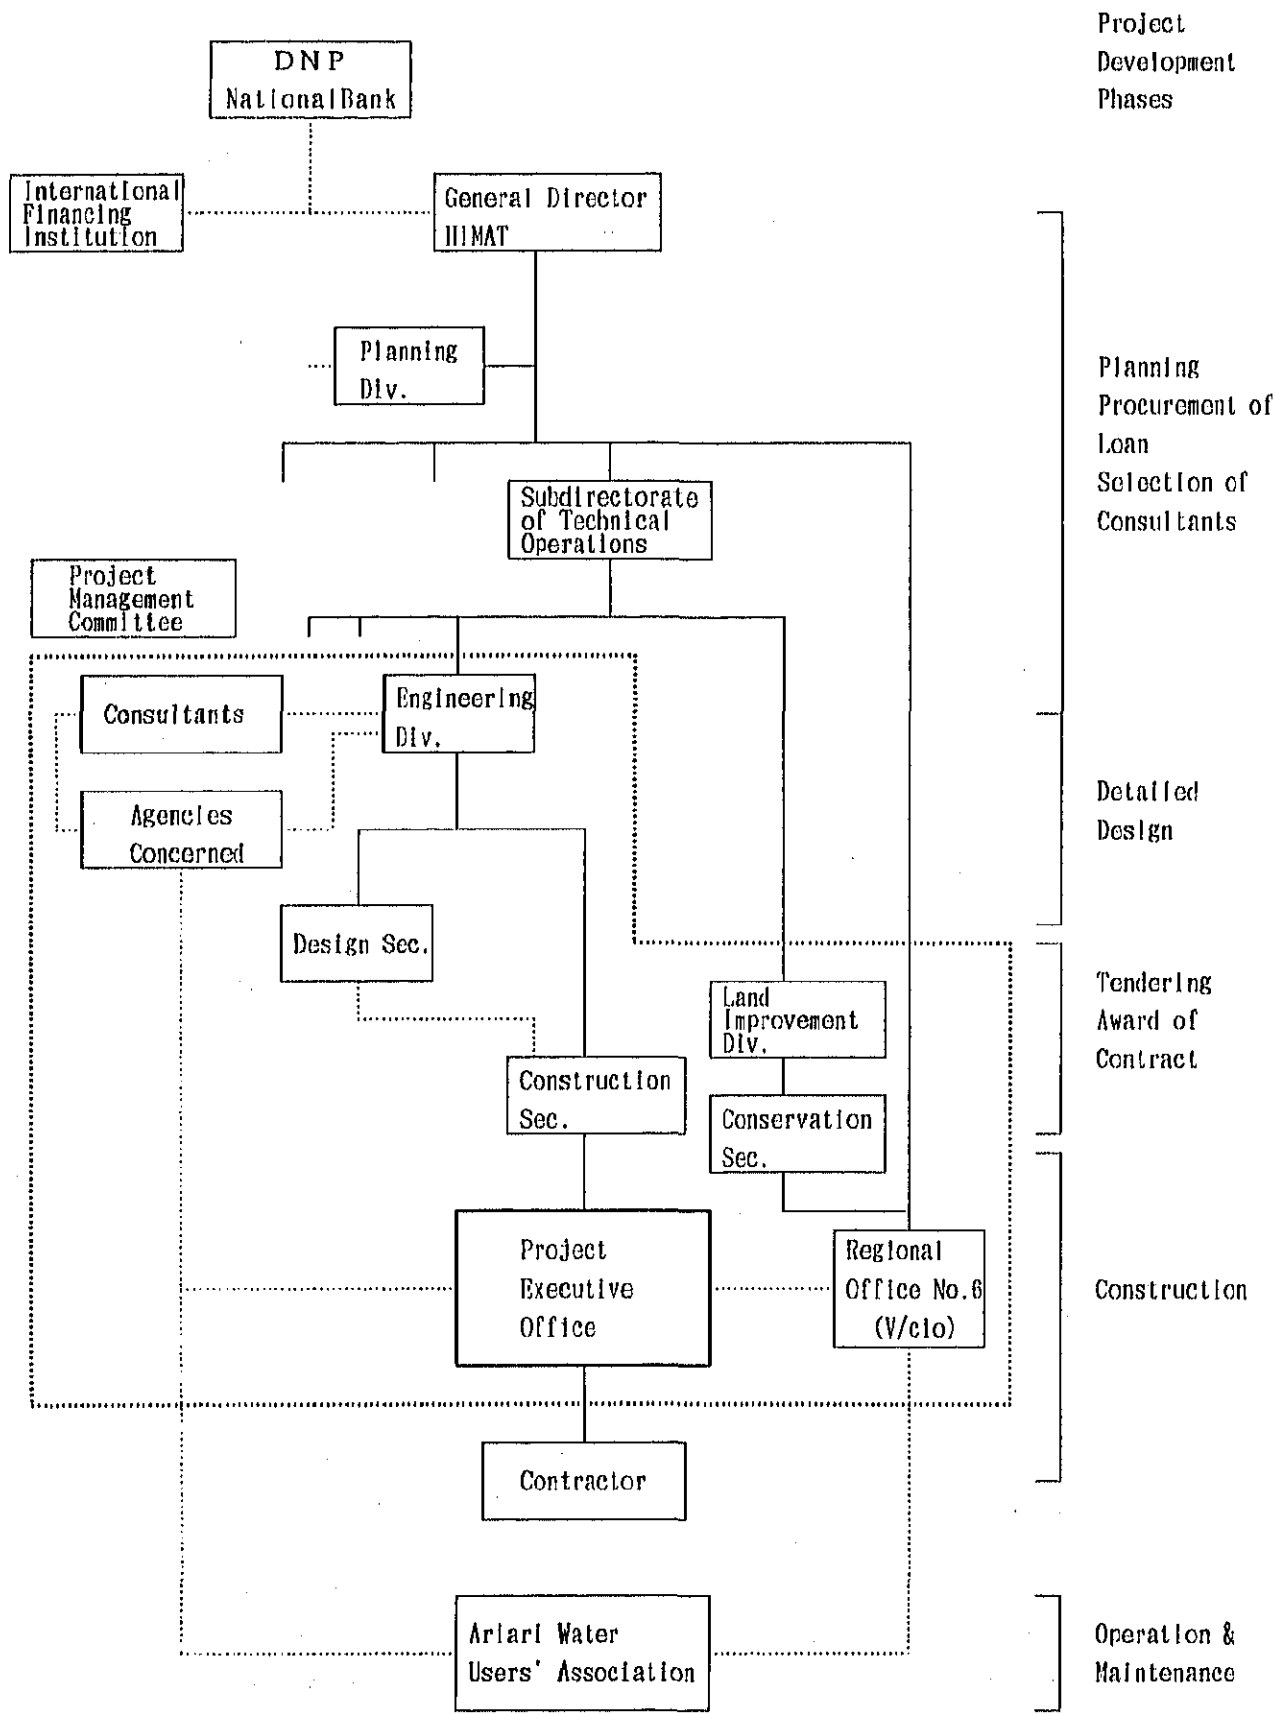 Project
Development
Phases
DNP
NationalBank
International
Financing
Institution
General Director
HIMAT
Planning
Div.
Planning
Procurement of
Loan
Selection of
Consultants
Subdirectorate
of Technical
Operations
Project
Management
Committee
Consultants
Engineering
Div.
Agencies
Concerned
Detailed
Design
Design Sec.
Land
Improvement
Div.
Tendering
Award of
Contract
Construction
Sec.
Conservation
Sec.
Project
Executive
Office
Regional
Office No.6
(V/cio)
Construction
Contractor
Ariari Water
Users' Association
Operation &
Maintenance